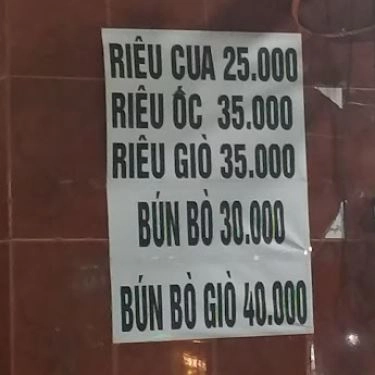 RIÊU CUA 25.000
RIÊU ỐC 35.000
RIÊU GIÒ 35.000
BÚN BÒ 30.000
BÚN BÒ GIÒ 40.000